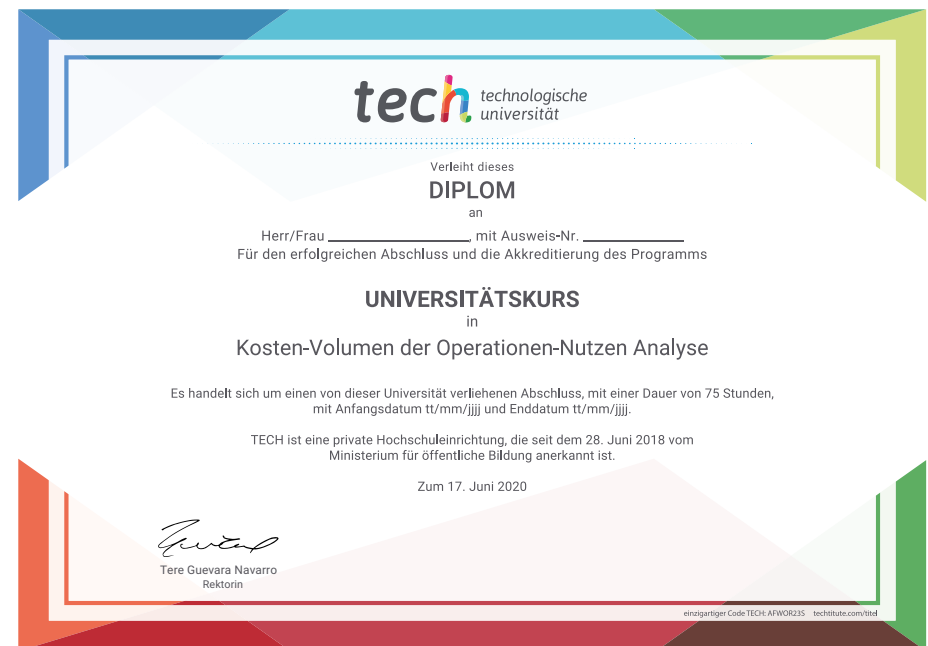 tech technologische
universität
Verleiht dieses
DIPLOM
an
Herr/Frau ____________, mit Ausweis-Nr. ____________
Für den erfolgreichen Abschluss und die Akkreditierung des Programms
UNIVERSITÄTSKURS
in
Kosten-Volumen der Operationen-Nutzen Analyse
Es handelt sich um einen von dieser Universität verliehenen Abschluss, mit einer Dauer von 75 Stunden,
mit Anfangsdatum tt/mm/jjjj und Enddatum tt/mm/jjjj.
TECH ist eine private Hochschuleinrichtung, die seit dem 28. Juni 2018 vom
Ministerium für öffentliche Bildung anerkannt ist.
Zum 17. Juni 2020
Tere Guevara Navarro
Rektorin
einzigartiger Code TECH: AFWOR23S techtitute.com/titel